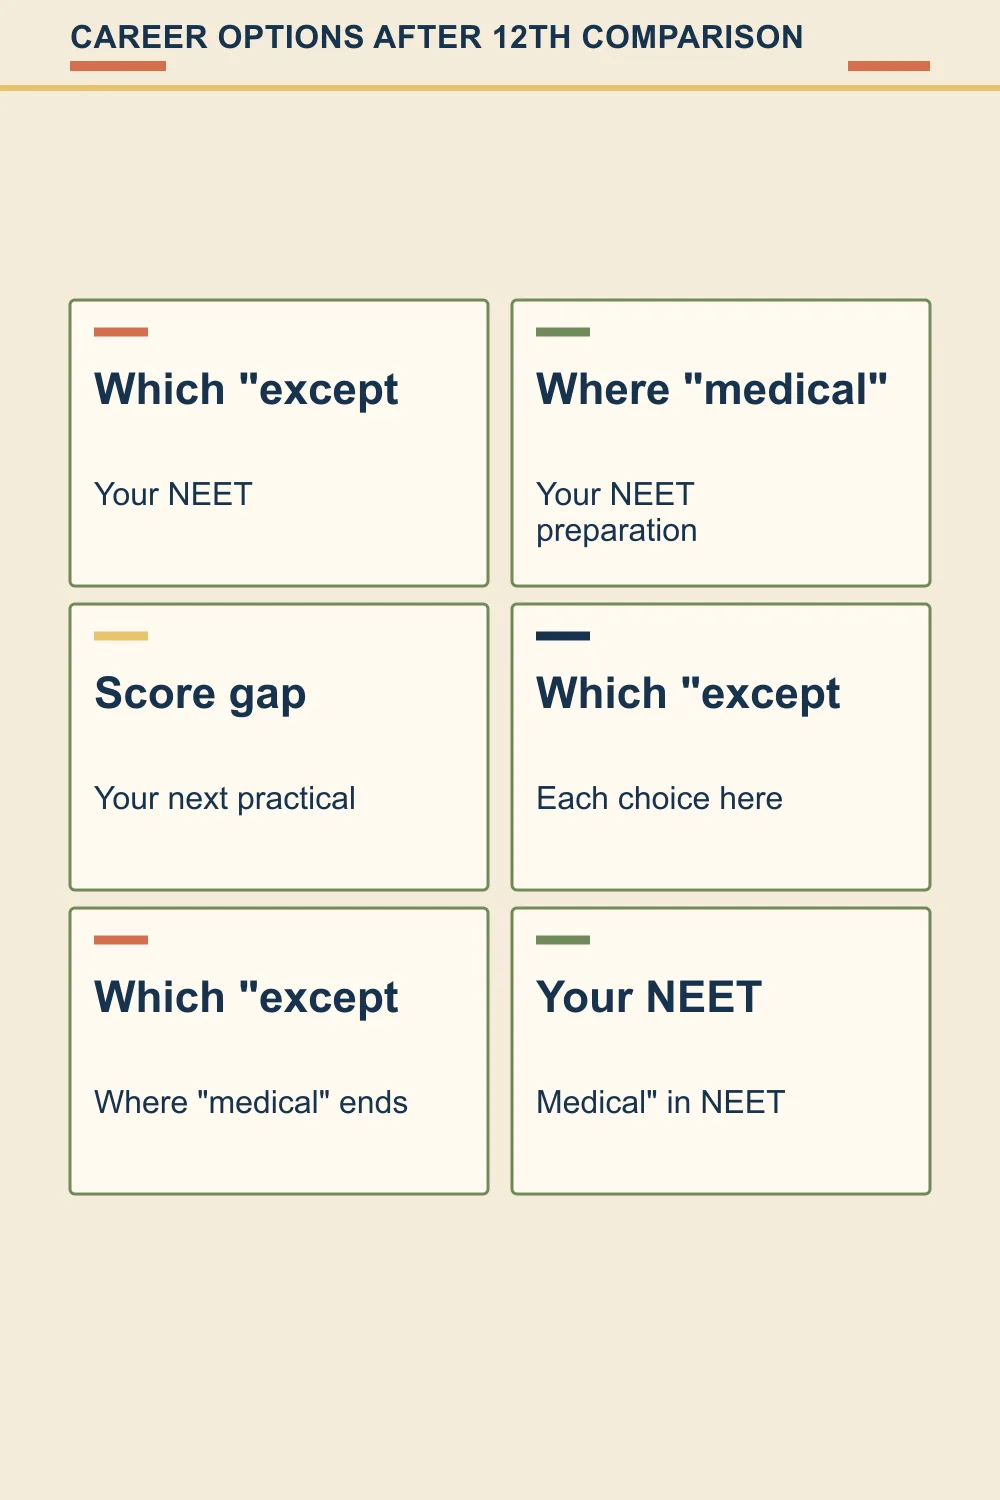 CAREER OPTIONS AFTER 12TH COMPARISON
Which "except
Your NEET
Where "medical"
Your NEET
preparation
Score gap
Your next practical
Which "except
Each choice here
Which "except
Where "medical" ends
Your NEET
Medical" in NEET